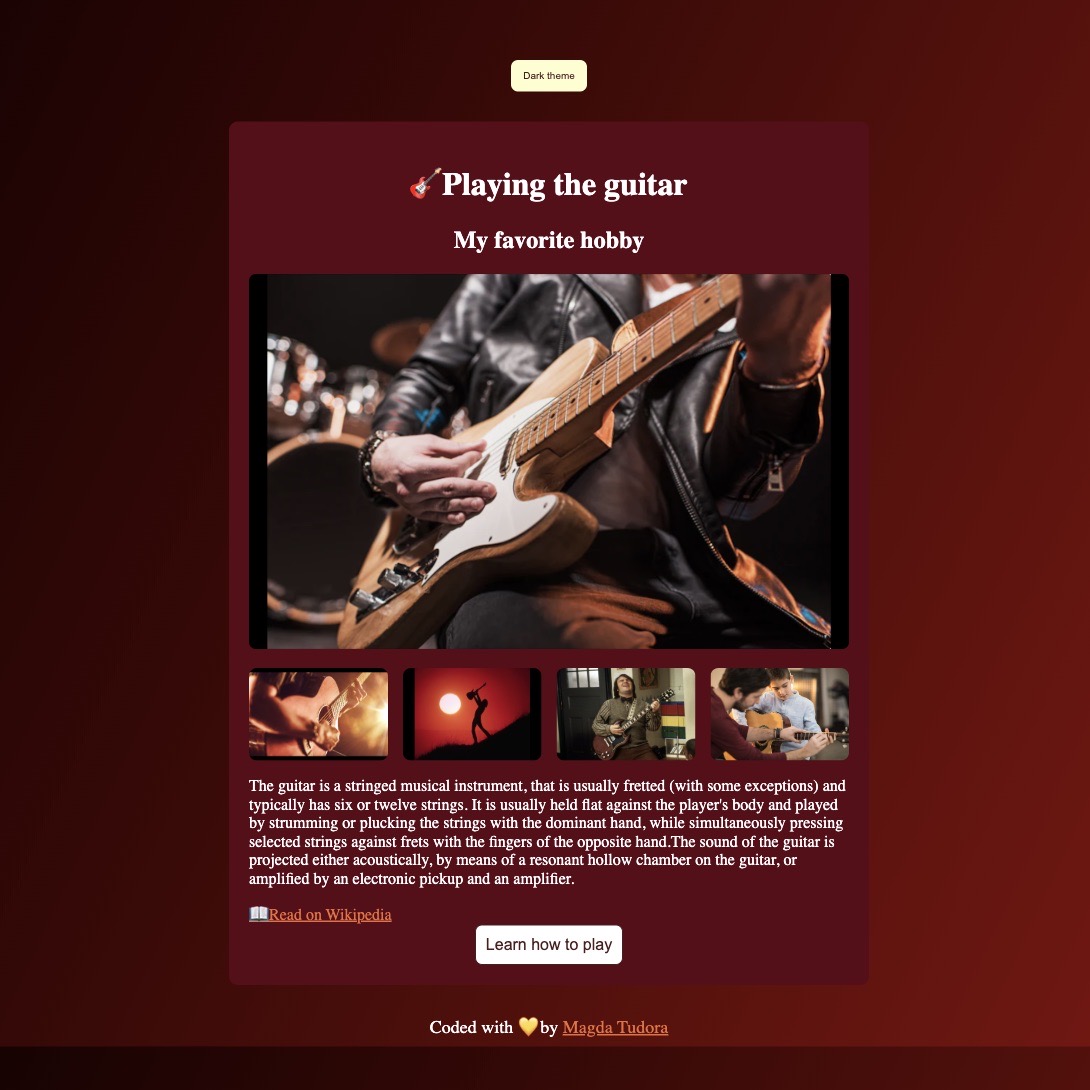 Dark theme
🎸Playing the guitar
My favorite hobby
The guitar is a stringed musical instrument, that is usually fretted (with some exceptions) and
typically has six or twelve strings. It is usually held flat against the player's body and played
by strumming or plucking the strings with the dominant hand, while simultaneously pressing
selected strings against frets with the fingers of the opposite hand.The sound of the guitar is
projected either acoustically, by means of a resonant hollow chamber on the guitar, or
amplified by an electronic pickup and an amplifier.
📖Read on Wikipedia
Learn how to play
Coded with 💛by Magda Tudora